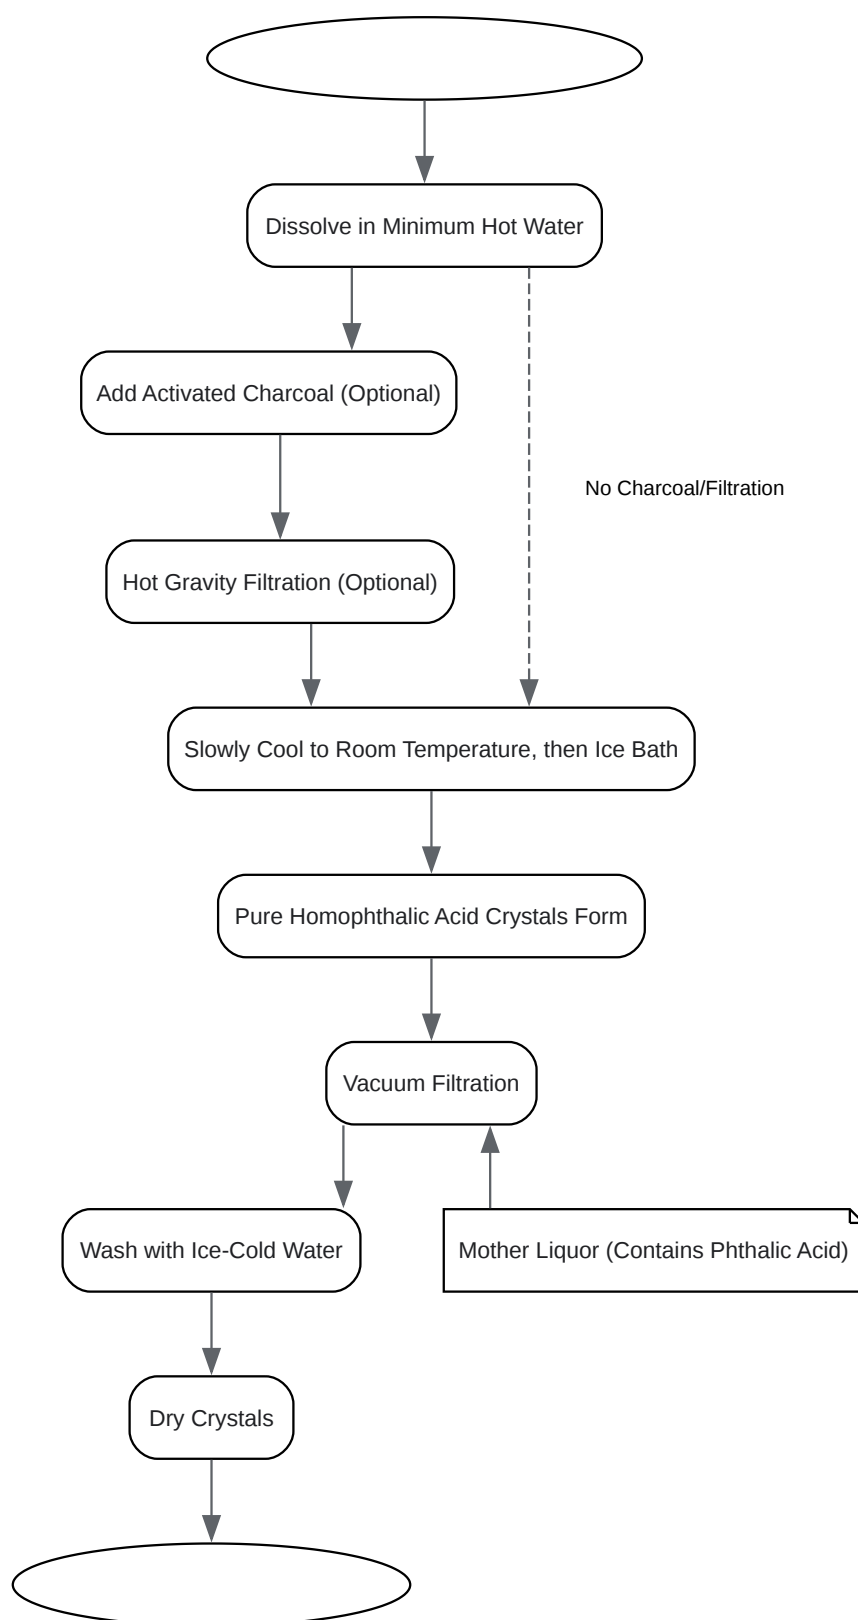 Dissolve in Minimum Hot Water
Add Activated Charcoal (Optional)
No Charcoal/Filtration
Hot Gravity Filtration (Optional)
Slowly Cool to Room Temperature, then Ice Bath
Pure Homophthalic Acid Crystals Form
Vacuum Filtration
Wash with Ice-Cold Water
Mother Liquor (Contains Phthalic Acid)
Dry Crystals